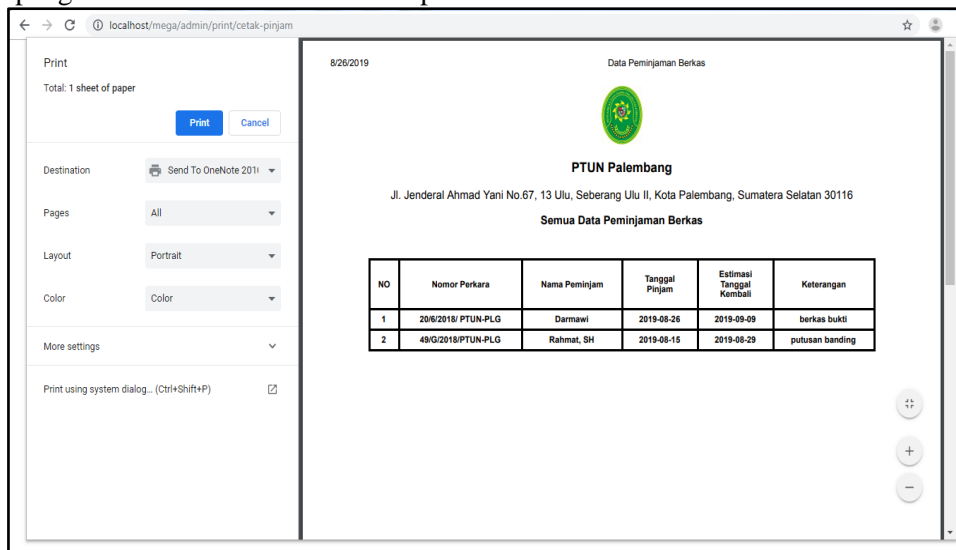 localhost/mega/admin/print/cetak-pinjam
Print
Total: 1 sheet of paper
Print Cancel
Destination Send To OneNote 201
Pages All
Layout Portrait
Color Color
More settings
Print using system dialog... (Ctrl+Shift+P)
8/26/2019 Data Peminjaman Berkas
PTUN Palembang
Jl. Jenderal Ahmad Yani No.67, 13 Ulu, Seberang Ulu II, Kota Palembang, Sumatera Selatan 30116
Semua Data Peminjaman Berkas
NO Nomor Perkara Nama Peminjam Tanggal Pinjam Estimasi Tanggal Kembali Keterangan
1 20/6/2018/ PTUN-PLG Darmawi 2019-08-26 2019-09-09 berkas bukti
2 49/G/2018/PTUN-PLG Rahmat, SH 2019-08-15 2019-08-29 putusan banding